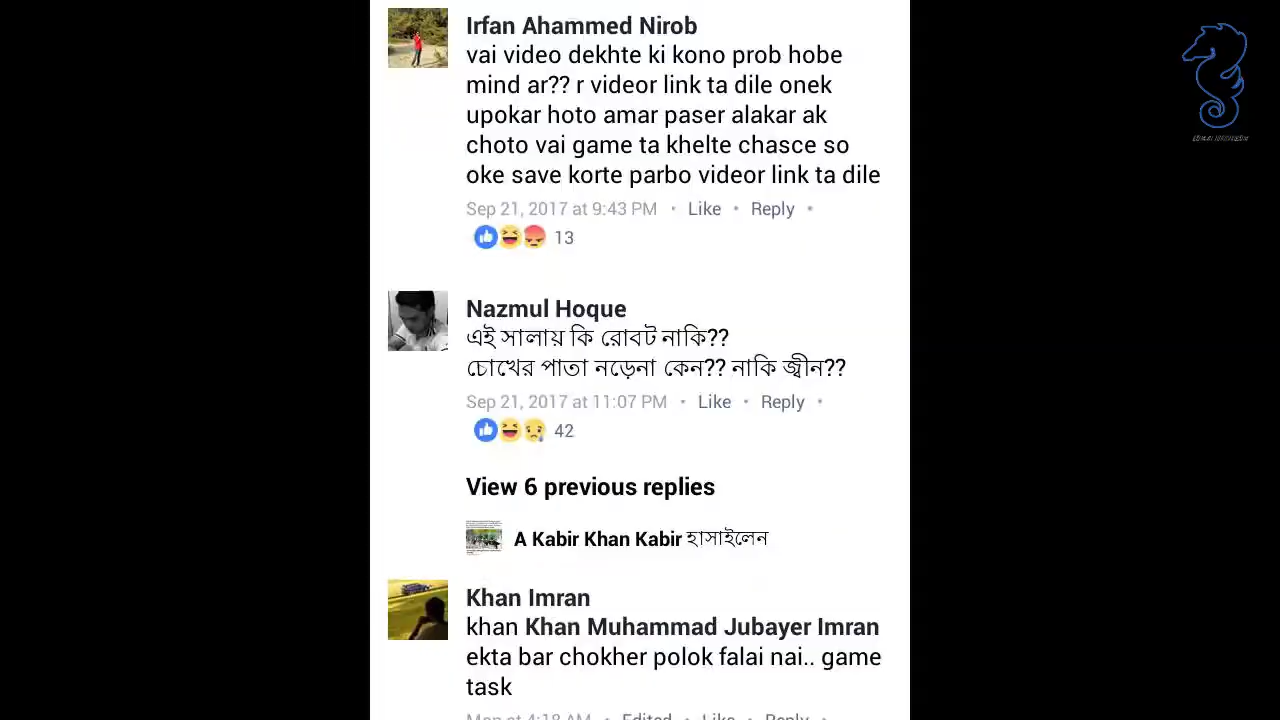 Irfan Ahammed Nirob
vai video dekhte ki kono prob hobe
mind ar?? r videor link ta dile onek
upokar hoto amar paser alakar ak
choto vai game ta khelte chasce so
oke save korte parbo videor link ta dile
Sep 21, 2017 at 9:43 PM • Like • Reply •
13
Nazmul Hoque
এই সালায় কি রোবট নাকি??
চোখের পাতা নড়েনা কেন?? নাকি জ্বীন??
Sep 21, 2017 at 11:07 PM • Like • Reply •
42
View 6 previous replies
A Kabir Khan Kabir হাসাইলেন
Khan Imran
khan Khan Muhammad Jubayer Imran
ekta bar chokher polok falai nai.. game
task
Mon at 4:18 AM • Edited • Like • Reply •